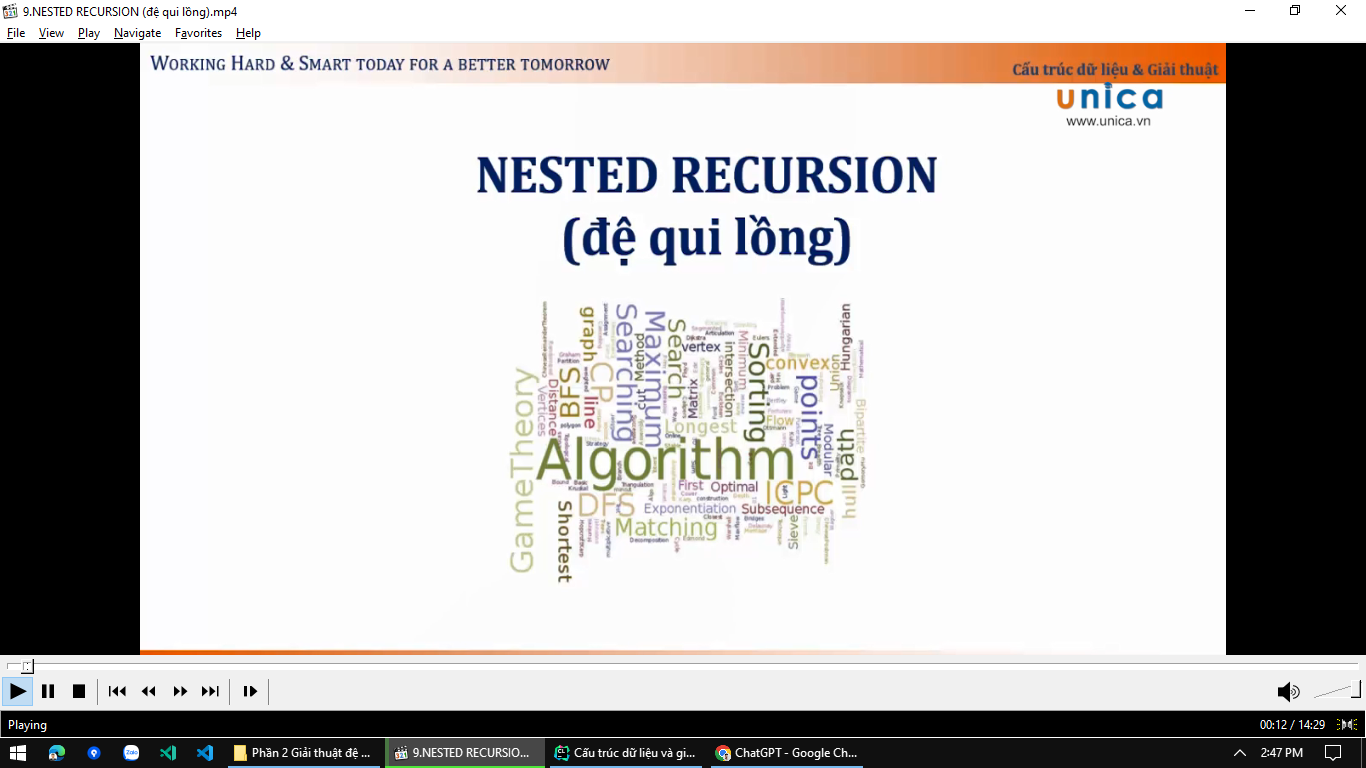 9.NESTED RECURSION (đệ qui lồng).mp4
File View Play Navigate Favorites Help
WORKING HARD & SMART TODAY FOR A BETTER TOMORROW
Cấu trúc dữ liệu & Giải thuật
unica
www.unica.vn
NESTED RECURSION
(đệ qui lồng)
graph
Searching
Method
Maximum
Search
vertex
intersection
Minimum
Sorting
convex
Union
Hungarian
GameTheory
Vertices
Distance
BFS
line
CP
cut
Matrix
Longest
Flow
points
Modular
path
Bipartite
Algorithm
First Optimal
ICPC
hull
DFS
Exponentiation Subsequence
Shortest
Matching
Sieve
Playing
00:12 / 14:29
Phần 2 Giải thuật đệ ...
9.NESTED RECURSIO...
Cấu trúc dữ liệu và gi...
ChatGPT - Google Ch...
2:47 PM